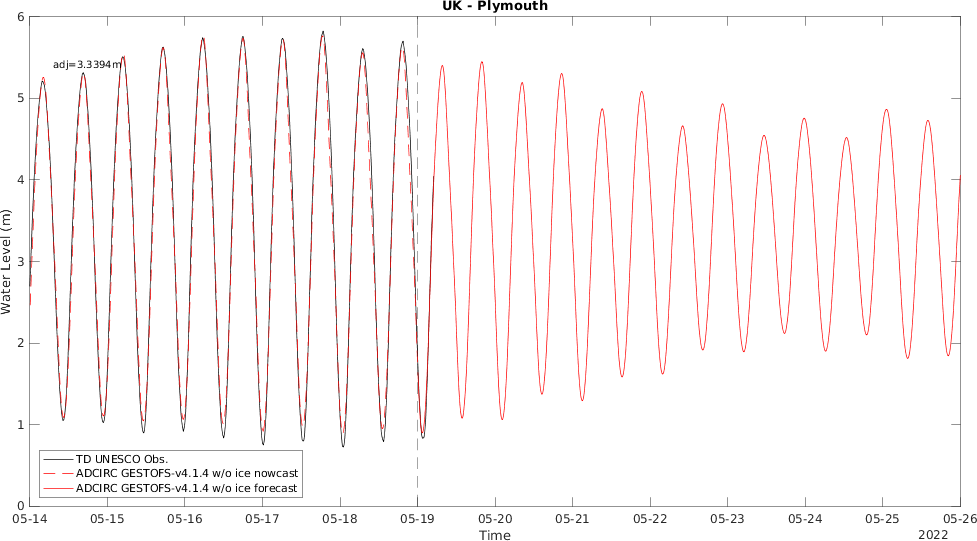 UK - Plymouth
6
adj=3.3394m
5
4
3
2
1
0
Water Level (m)
TD UNESCO Obs.
ADCIRC GESTOFS-v4.1.4 w/o ice nowcast
ADCIRC GESTOFS-v4.1.4 w/o ice forecast
05-14 05-15 05-16 05-17 05-18 05-19 05-20 05-21 05-22 05-23 05-24 05-25 05-26
Time
2022